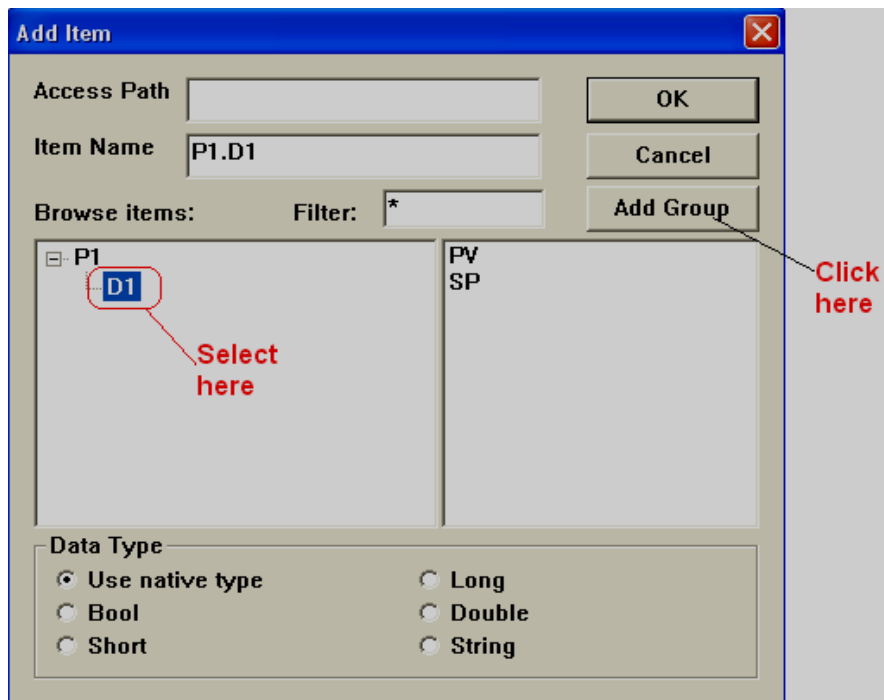 Add Item
Access Path
OK
Item Name P1.D1
Cancel
Browse items: Filter: *
Add Group
P1
D1
PV
SP
Click
here
Select
here
Data Type
Use native type
Long
Bool
Double
Short
String